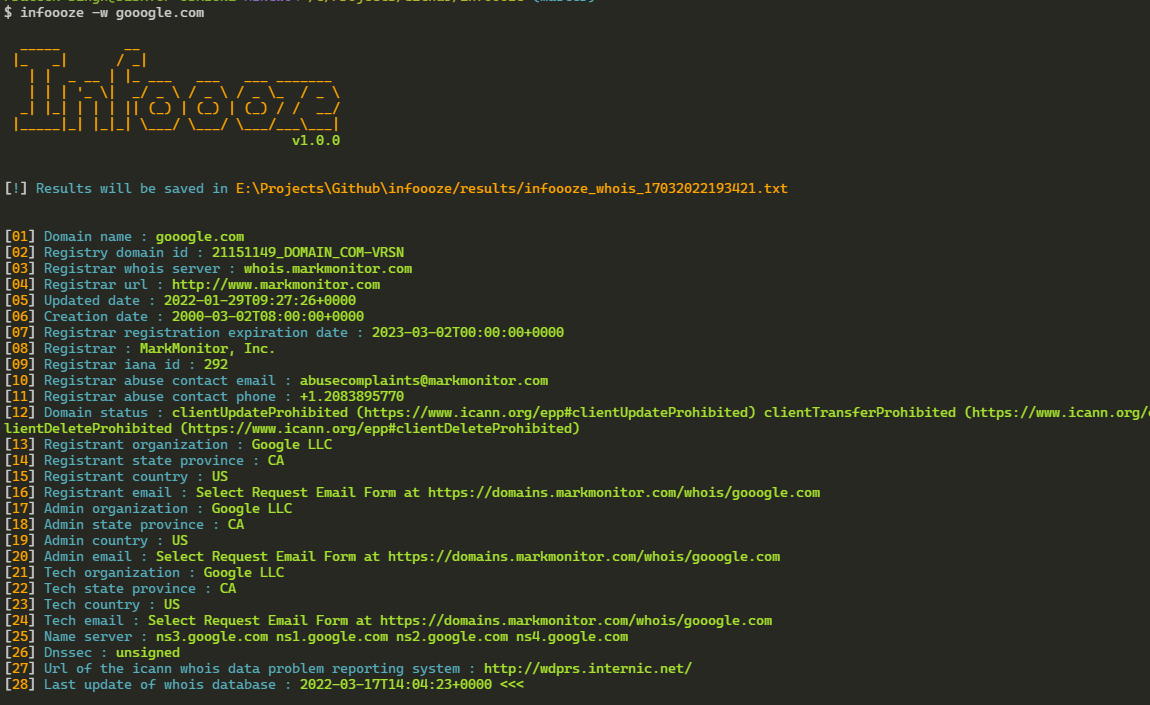 $ infoooze -w gooogle.com
Infoooze
v1.0.0
[!] Results will be saved in E:\Projects\Github\infoooze/results/infoooze_whois_17032022193421.txt
[01] Domain name : gooogle.com
[02] Registry domain id : 21151149_DOMAIN_COM-VRSN
[03] Registrar whois server : whois.markmonitor.com
[04] Registrar url : http://www.markmonitor.com
[05] Updated date : 2022-01-29T09:27:26+0000
[06] Creation date : 2000-03-02T08:00:00+0000
[07] Registrar registration expiration date : 2023-03-02T00:00:00+0000
[08] Registrar : MarkMonitor, Inc.
[09] Registrar iana id : 292
[10] Registrar abuse contact email : abusecomplaints@markmonitor.com
[11] Registrar abuse contact phone : +1.2083895770
[12] Domain status : clientUpdateProhibited (https://www.icann.org/epp#clientUpdateProhibited) clientTransferProhibited (https://www.icann.org/
lientDeleteProhibited (https://www.icann.org/epp#clientDeleteProhibited)
[13] Registrant organization : Google LLC
[14] Registrant state province : CA
[15] Registrant country : US
[16] Registrant email : Select Request Email Form at https://domains.markmonitor.com/whois/gooogle.com
[17] Admin organization : Google LLC
[18] Admin state province : CA
[19] Admin country : US
[20] Admin email : Select Request Email Form at https://domains.markmonitor.com/whois/gooogle.com
[21] Tech organization : Google LLC
[22] Tech state province : CA
[23] Tech country : US
[24] Tech email : Select Request Email Form at https://domains.markmonitor.com/whois/gooogle.com
[25] Name server : ns3.google.com ns1.google.com ns2.google.com ns4.google.com
[26] Dnssec : unsigned
[27] Url of the icann whois data problem reporting system : http://wdprs.internic.net/
[28] Last update of whois database : 2022-03-17T14:04:23+0000 <<<